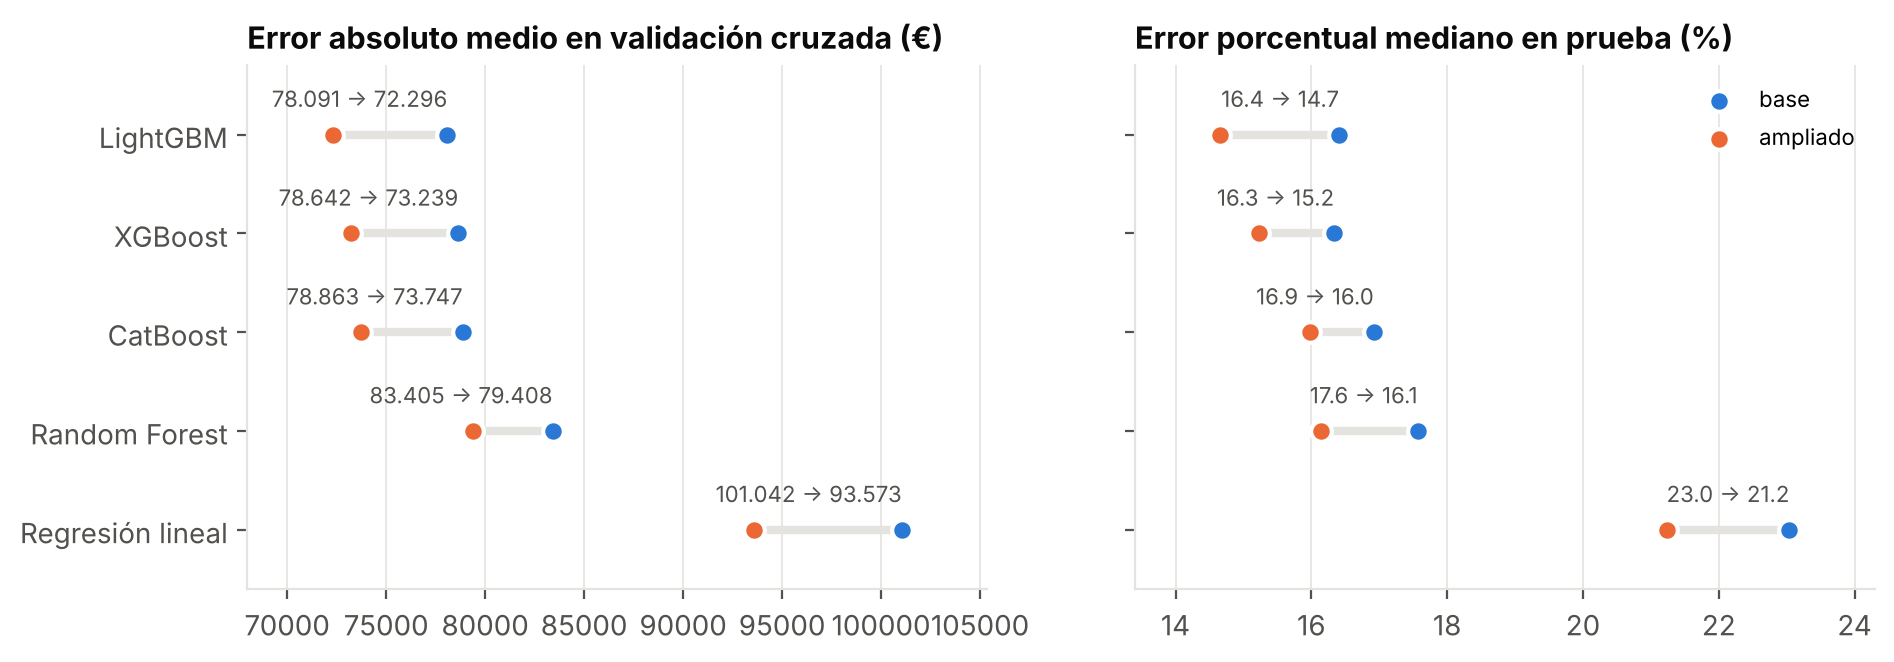 Error absoluto medio en validación cruzada (€)
78.091 → 72.296
LightGBM
78.642 → 73.239
XGBoost
78.863 → 73.747
CatBoost
83.405 → 79.408
Random Forest
101.042 → 93.573
Regresión lineal
70000 75000 80000 85000 90000 95000 100000 105000
Error porcentual mediano en prueba (%)
base
ampliado
16.4 → 14.7
16.3 → 15.2
16.9 → 16.0
17.6 → 16.1
23.0 → 21.2
14 16 18 20 22 24